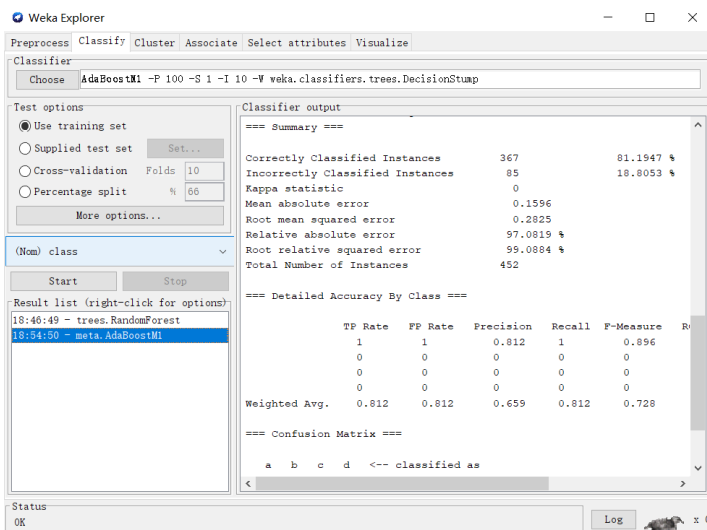 Weka Explorer
Preprocess Classify Cluster Associate Select attributes Visualize
Classifier
Choose AdaBoostM1 -P 100 -S 1 -I 10 -W weka.classifiers.trees.DecisionStump
Test options
Use training set
Supplied test set Set...
Cross-validation Folds 10
Percentage split % 66
More options...
(Nom) class
Start Stop
Result list (right-click for options)
18:46:49 - trees.RandomForest
18:54:50 - meta.AdaBoostM1
Classifier output
=== Summary ===
Correctly Classified Instances 367 81.1947 %
Incorrectly Classified Instances 85 18.8053 %
Kappa statistic 0
Mean absolute error 0.1596
Root mean squared error 0.2825
Relative absolute error 97.0819 %
Root relative squared error 99.0884 %
Total Number of Instances 452
=== Detailed Accuracy By Class ===
TP Rate FP Rate Precision Recall F-Measure
1 1 0.812 1 0.896
0 0 0 0 0
0 0 0 0 0
0 0 0 0 0
Weighted Avg. 0.812 0.812 0.659 0.812 0.728
=== Confusion Matrix ===
a b c d <-- classified as
Status
OK
Log x